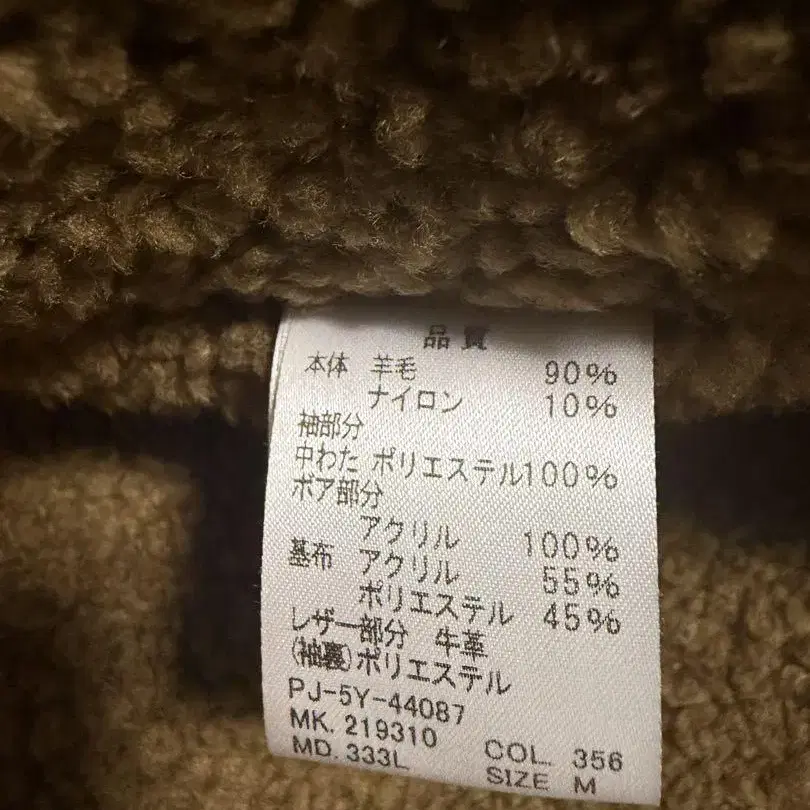 品質
本体 羊毛 90%
ナイロン 10%
袖部分
中わた ポリエステル100%
ボア部分
アクリル 100%
基布 アクリル 55%
ポリエステル 45%
レザー部分 牛革
(袖裏)ポリエステル
PJ-5Y-44087
MK. 219310
MD. 333L COL. 356
SIZE M